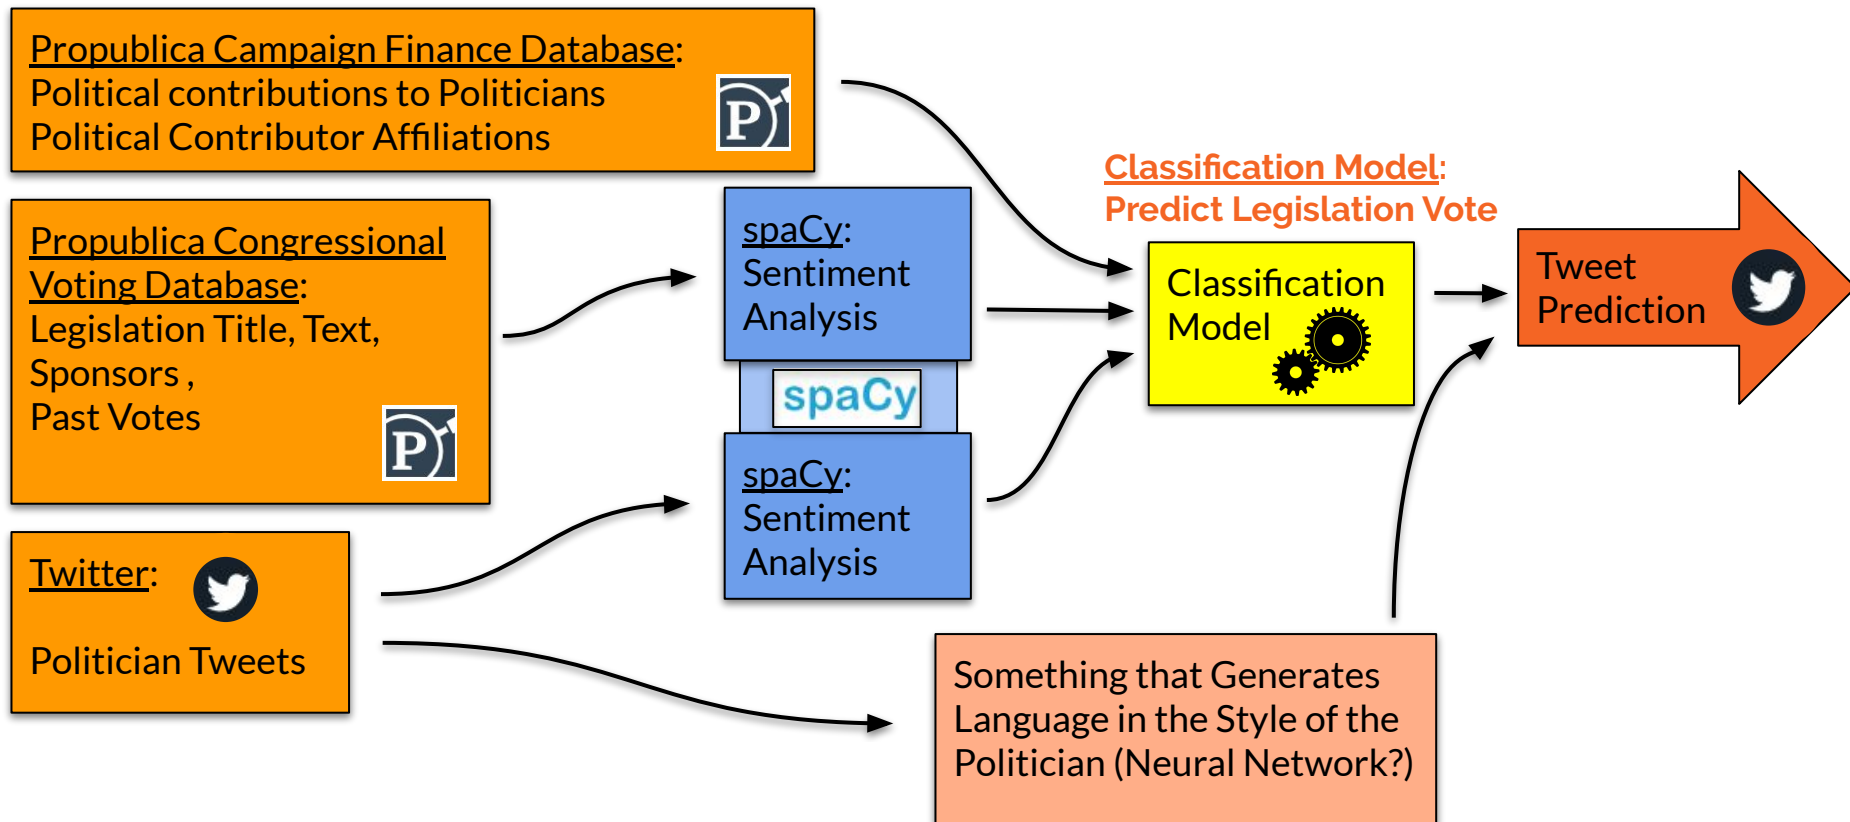 Propublica Campaign Finance Database:
Political contributions to Politicians
Political Contributor Affiliations
P
Propublica Congressional
Voting Database:
Legislation Title, Text,
Sponsors ,
Past Votes
P
Twitter:
Politician Tweets
spaCy:
Sentiment
Analysis
spaCy
spaCy:
Sentiment
Analysis
Classification Model:
Predict Legislation Vote
Classification
Model
Tweet
Prediction
Something that Generates
Language in the Style of the
Politician (Neural Network?)